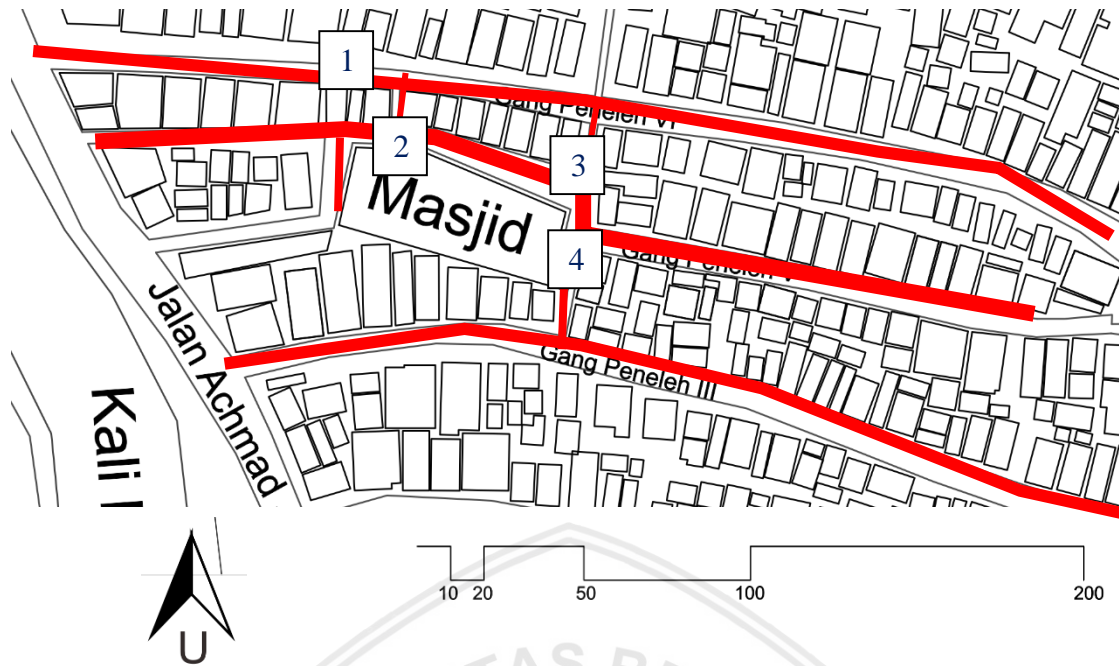 1
Gang Peneleh VI
2
3
Masjid
4
Gang Peneleh V
Jalan Achmad
Gang Peneleh III
Kali
U
10 20 50 100 200